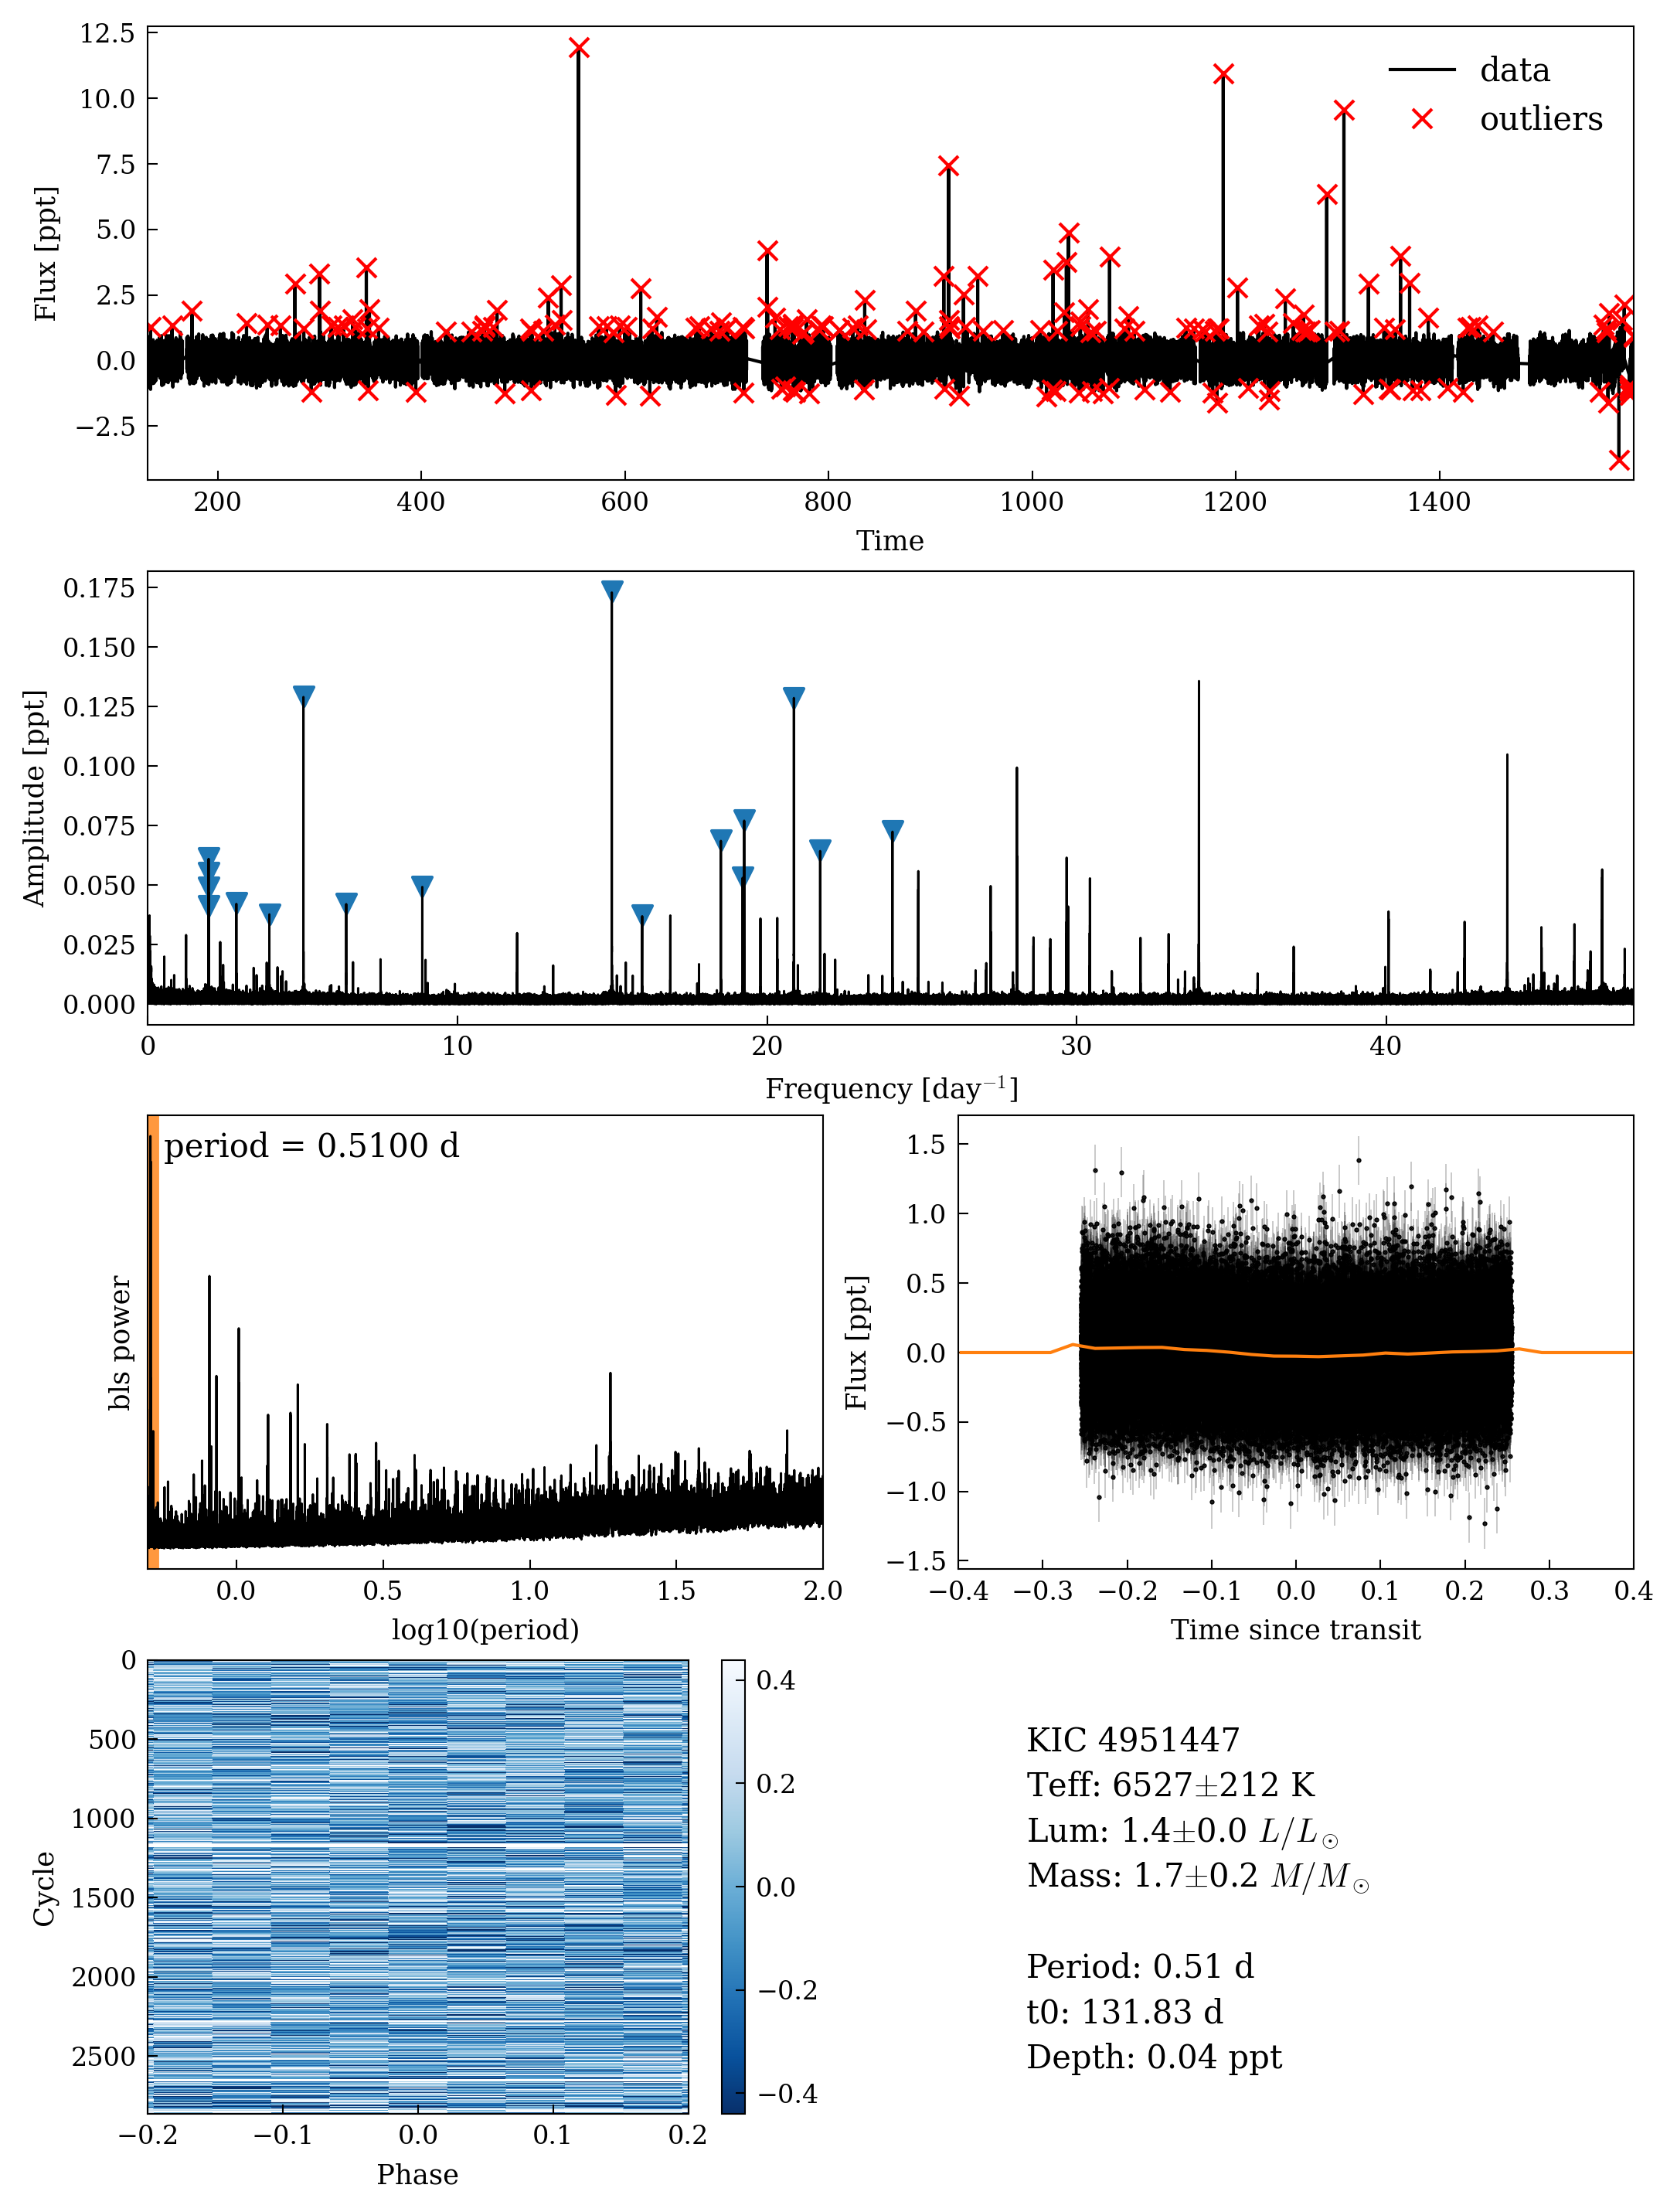 12.5
10.0
7.5
5.0
2.5
0.0
−2.5
Flux [ppt]
data
outliers
200 400 600 800 1000 1200 1400
Time
0.175
0.150
0.125
0.100
0.075
0.050
0.025
0.000
Amplitude [ppt]
0 10 20 30 40
Frequency [day⁻¹]
period = 0.5100 d
bls power
0.0 0.5 1.0 1.5 2.0
log10(period)
1.5
1.0
0.5
0.0
−0.5
−1.0
−1.5
Flux [ppt]
−0.4 −0.3 −0.2 −0.1 0.0 0.1 0.2 0.3 0.4
Time since transit
0
500
1000
1500
2000
2500
Cycle
−0.2 −0.1 0.0 0.1 0.2
Phase
0.4
0.2
0.0
−0.2
−0.4
KIC 4951447
Teff: 6527±212 K
Lum: 1.4±0.0 L/L⊙
Mass: 1.7±0.2 M/M⊙
Period: 0.51 d
t0: 131.83 d
Depth: 0.04 ppt